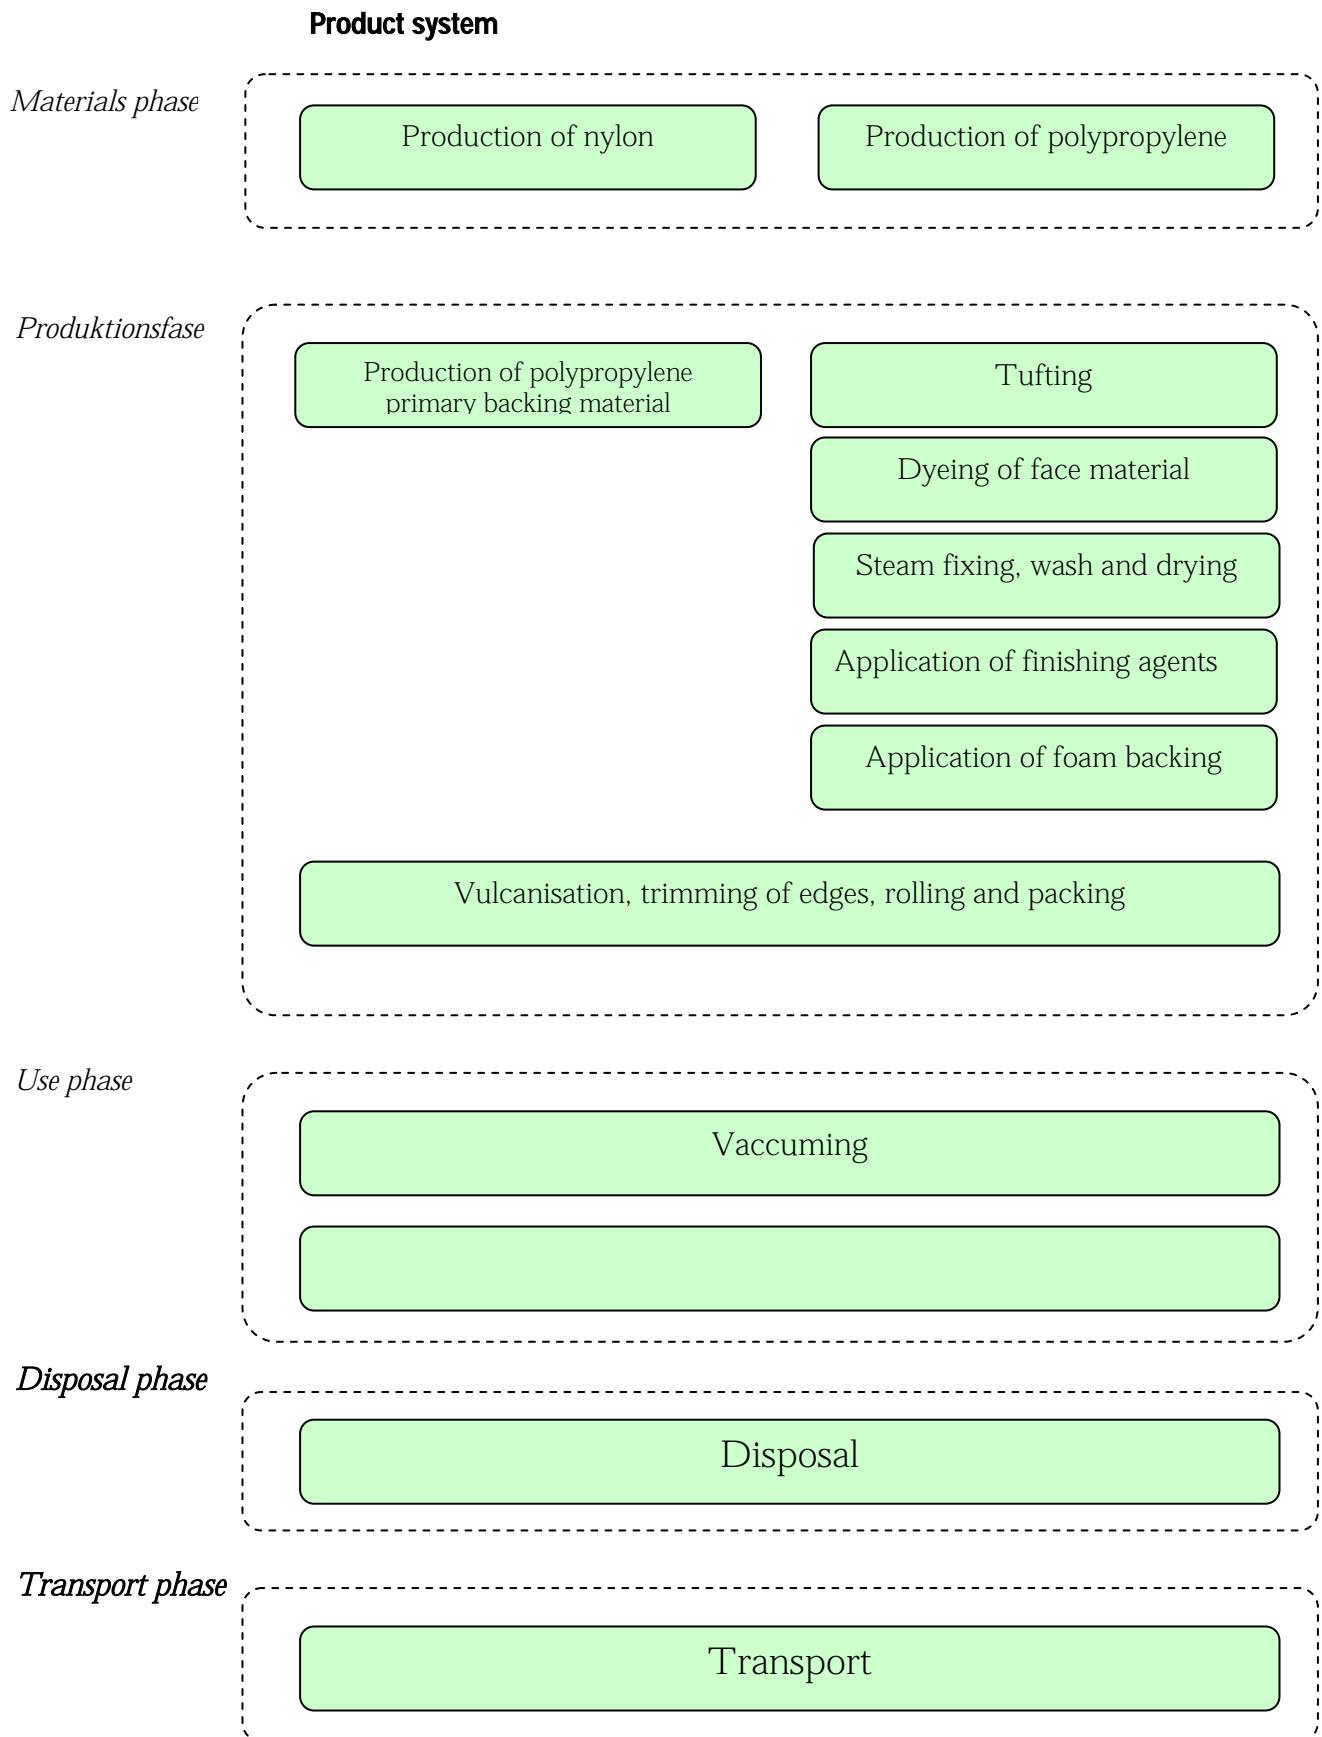 Product system
Materials phase
Production of nylon
Production of polypropylene
Produktionsfase
Production of polypropylene
primary backing material
Tufting
Dyeing of face material
Steam fixing, wash and drying
Application of finishing agents
Application of foam backing
Vulcanisation, trimming of edges, rolling and packing
Use phase
Vaccuming
Disposal phase
Disposal
Transport phase
Transport